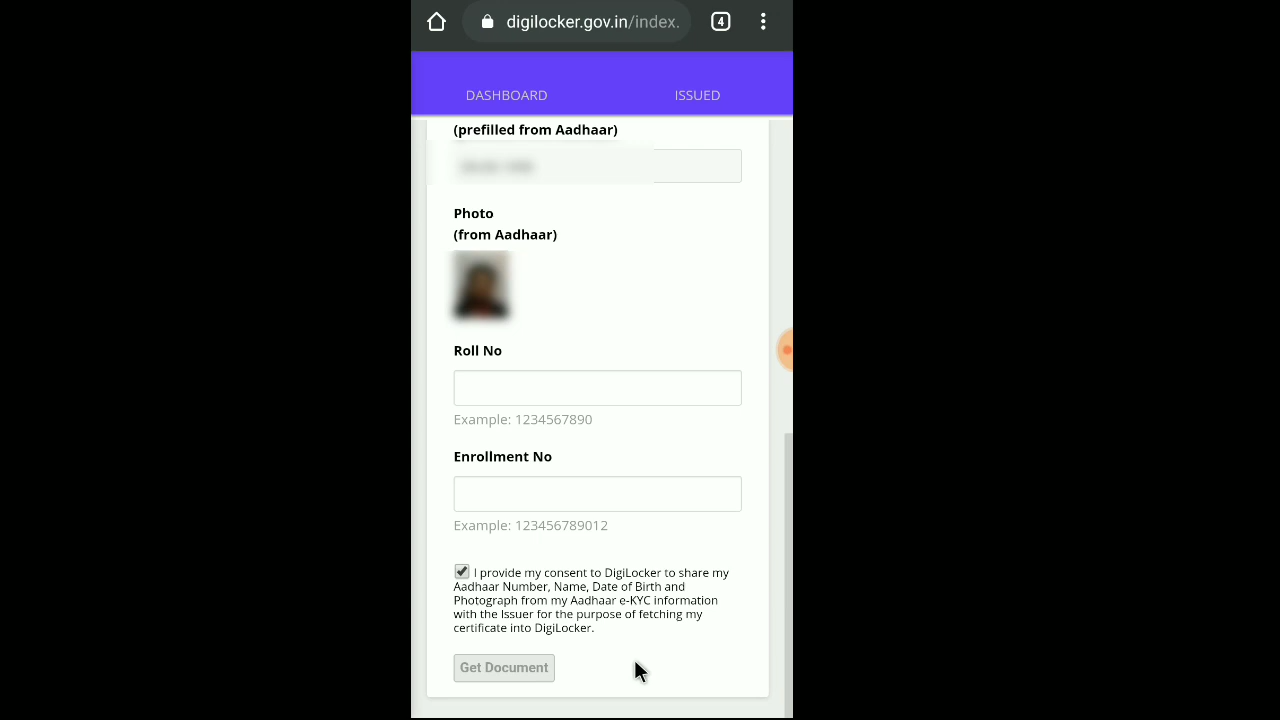 digilocker.gov.in/index.
4
DASHBOARD ISSUED
(prefilled from Aadhaar)
Photo
(from Aadhaar)
Roll No
Example: 1234567890
Enrollment No
Example: 123456789012
I provide my consent to DigiLocker to share my
Aadhaar Number, Name, Date of Birth and
Photograph from my Aadhaar e-KYC information
with the Issuer for the purpose of fetching my
certificate into DigiLocker.
Get Document